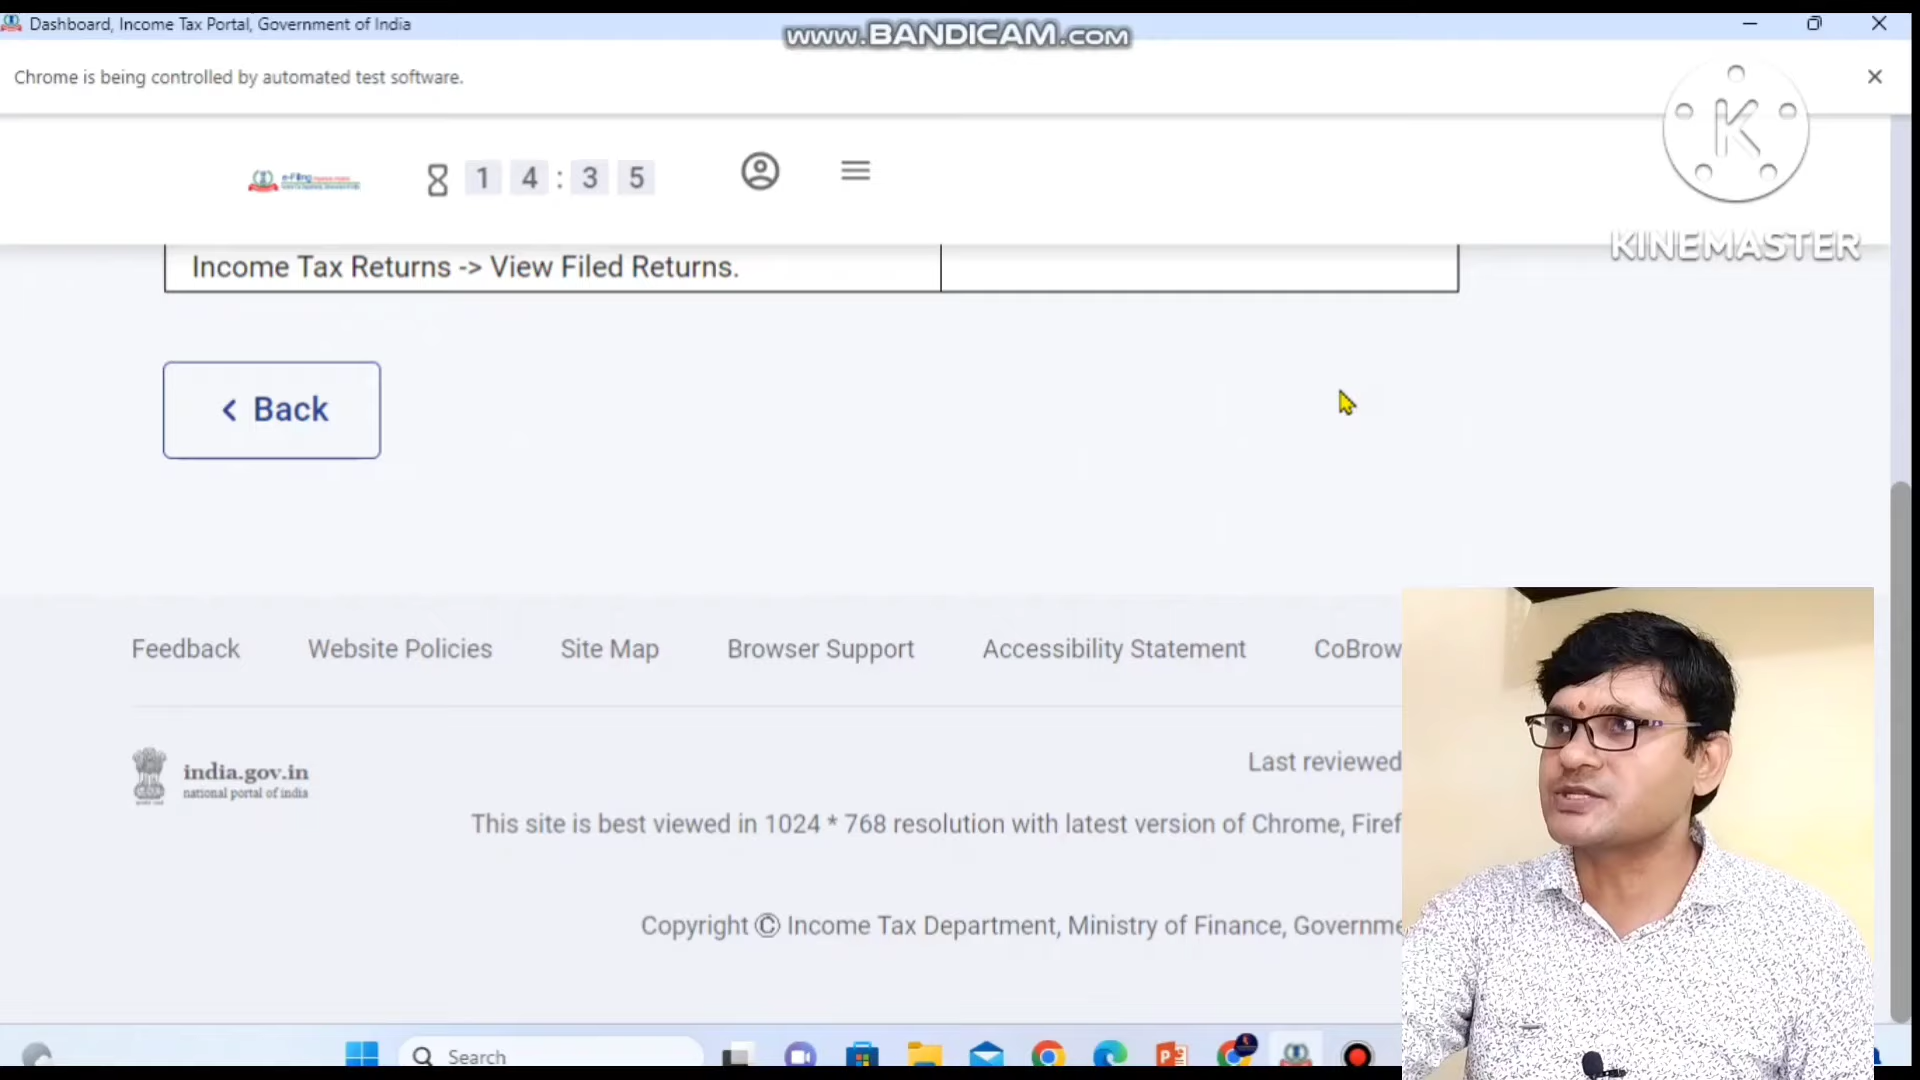 Dashboard, Income Tax Portal, Government of India
www.BANDICAM.com
Chrome is being controlled by automated test software.
K
KINEMASTER
e-Filing
1 4 : 3 5
Income Tax Returns -> View Filed Returns.
< Back
Feedback
Website Policies
Site Map
Browser Support
Accessibility Statement
CoBrow
india.gov.in
national portal of india
Last reviewed
This site is best viewed in 1024 * 768 resolution with latest version of Chrome, Firef
Copyright © Income Tax Department, Ministry of Finance, Governme
Search